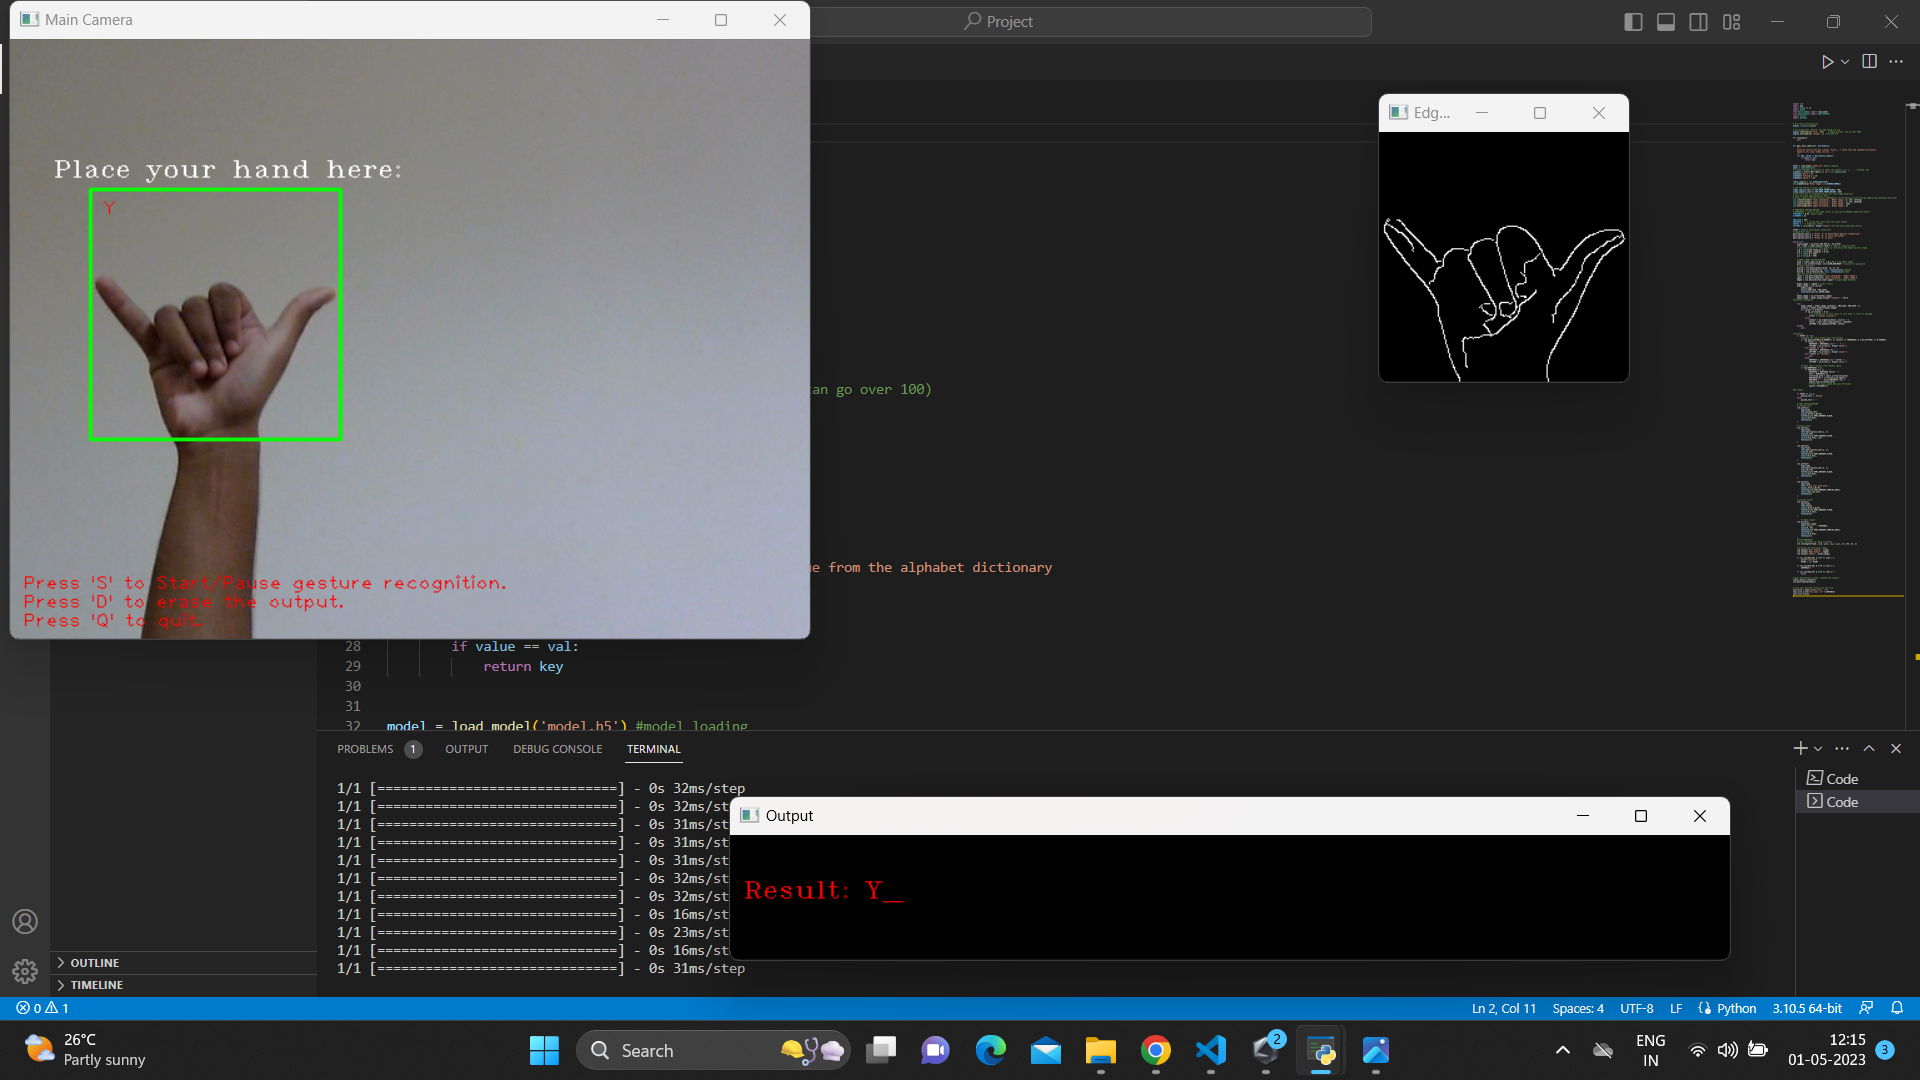 Main Camera
Project
Place your hand here:
Y
Press 'S' to Start/Pause gesture recognition.
Press 'D' to erase the output.
Press 'Q' to quit.
Edg...
an go over 100)
e from the alphabet dictionary
28 if value == val:
29 return key
30
31
32 model = load_model('model.h5') #model loading
PROBLEMS 1 OUTPUT DEBUG CONSOLE TERMINAL
1/1 [==============================] - 0s 32ms/step
1/1 [==============================] - 0s 32ms/st
1/1 [==============================] - 0s 31ms/st
1/1 [==============================] - 0s 31ms/st
1/1 [==============================] - 0s 31ms/st
1/1 [==============================] - 0s 32ms/st
1/1 [==============================] - 0s 32ms/st
1/1 [==============================] - 0s 16ms/st
1/1 [==============================] - 0s 23ms/st
1/1 [==============================] - 0s 16ms/st
1/1 [==============================] - 0s 31ms/step
Code
Code
Output
Result: Y_
OUTLINE
TIMELINE
0 1
Ln 2, Col 11 Spaces: 4 UTF-8 LF Python 3.10.5 64-bit
26°C
Partly sunny
Search
2
ENG
IN
12:15
01-05-2023
3